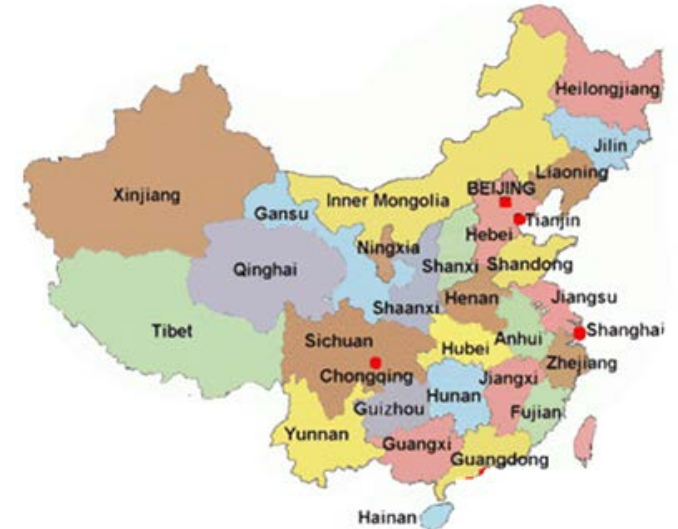 Heilongjiang
Jilin
Liaoning
BEIJING
Xinjiang
Inner Mongolia
Gansu
Tianjin
Hebei
Ningxia
Qinghai
Shanxi
Shandong
Shaanxi
Henan
Jiangsu
Tibet
Shanghai
Sichuan
Anhui
Hubei
Zhejiang
Chongqing
Jiangxi
Hunan
Guizhou
Fujian
Yunnan
Guangxi
Guangdong
Hainan